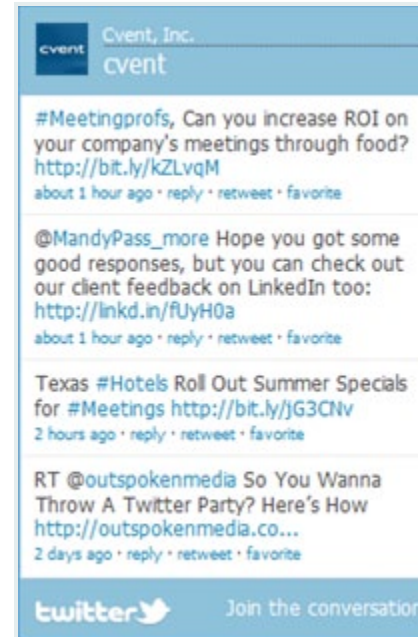 cvent
Cvent, Inc.
cvent
#Meetingprofs, Can you increase ROI on
your company's meetings through food?
http://bit.ly/kZLvqM
about 1 hour ago · reply · retweet · favorite
@MandyPass_more Hope you got some
good responses, but you can check out
our client feedback on LinkedIn too:
http://linkd.in/fUyH0a
about 1 hour ago · reply · retweet · favorite
Texas #Hotels Roll Out Summer Specials
for #Meetings http://bit.ly/jG3CNv
2 hours ago · reply · retweet · favorite
RT @outspokenmedia So You Wanna
Throw A Twitter Party? Here's How
http://outspokenmedia.co...
2 days ago · reply · retweet · favorite
twitter
Join the conversation